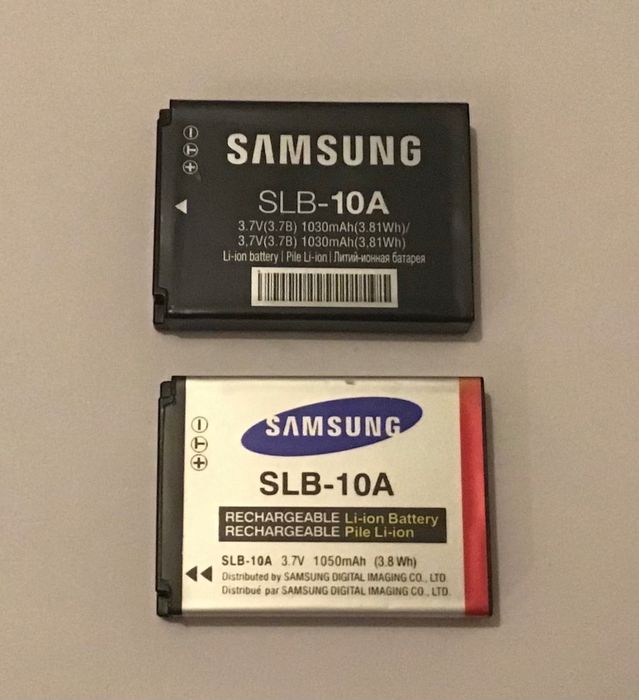 SAMSUNG
SLB-10A
3.7V(3.7B) 1030mAh(3.81Wh)/
3,7V(3.7B) 1030mAh(3,81Wh)
Li-ion battery | Pile Li-ion | Литий-ионная батарея
SAMSUNG
SLB-10A
RECHARGEABLE Li-ion Battery
RECHARGEABLE Pile Li-ion
SLB-10A 3.7V 1050mAh (3.8 Wh)
Distributed by SAMSUNG DIGITAL IMAGING CO., LTD.
Distribué par SAMSUNG DIGITAL IMAGING CO., LTD.